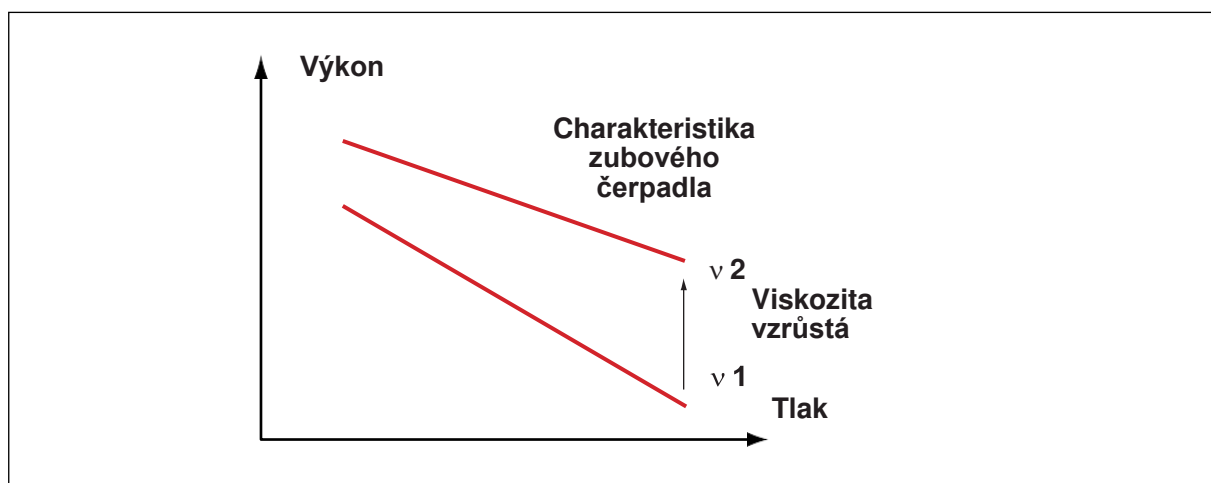 Výkon
Charakteristika
zubového
čerpadla
ν 2
Viskozita
vzrůstá
ν 1
Tlak